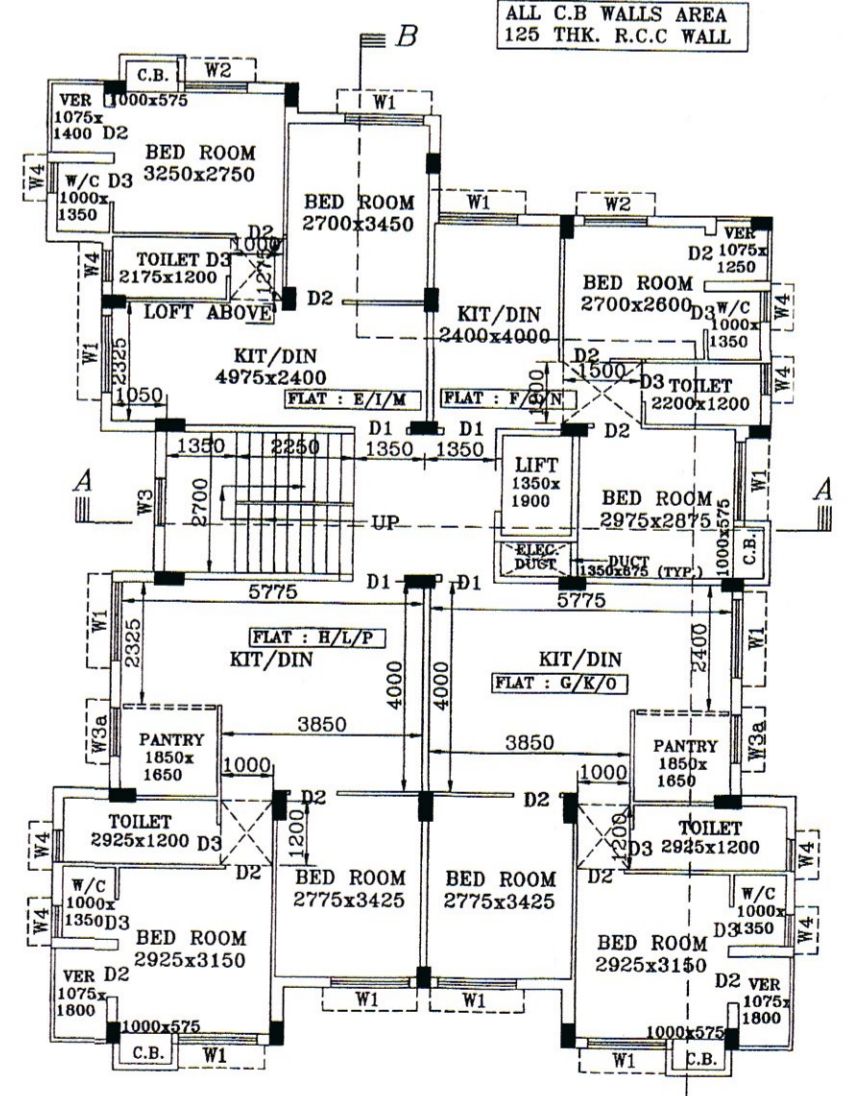 ALL C.B WALLS AREA
125 THK. R.C.C WALL
B
C.B.
W2
1000x575
VER
1075x
1400
D2
W1
BED ROOM
3250x2750
W4
W/C
1000x
1350
D3
BED ROOM
2700x3450
W1
W2
VER
1075x
1250
D2
D2
1000
1275
W4
TOILET
2175x1200
D3
LOFT ABOVE
D2
BED ROOM
2700x2600
D3
W/C
1000x
1350
W4
KIT/DIN
2400x4000
W1
2325
KIT/DIN
4975x2400
D2
1500
D3
TOILET
2200x1200
W4
1050
FLAT : E/I/M
FLAT : F/J/N
D1
D1
D2
1350
2250
1350
1350
LIFT
1350x
1900
BED ROOM
2975x2875
W1
A
W3
2700
UP
A
1000x575
C.B.
ELEC.
DUCT
DUCT
1350x675 (TYP.)
D1
D1
5775
5775
W1
2325
FLAT : H/L/P
KIT/DIN
4000
4000
KIT/DIN
FLAT : G/K/O
2400
W1
W3a
PANTRY
1850x
1650
3850
3850
PANTRY
1850x
1650
W3a
1000
1000
D2
D2
TOILET
2925x1200
D3
1200
1200
D3
TOILET
2925x1200
W4
W4
D2
D2
W/C
1000x
1350
D3
W4
BED ROOM
2775x3425
BED ROOM
2775x3425
W/C
1000x
1350
D3
W4
BED ROOM
2925x3150
BED ROOM
2925x3150
D2
VER
1075x
1800
D2
VER
1075x
1800
W1
W1
1000x575
C.B.
W1
1000x575
W1
C.B.